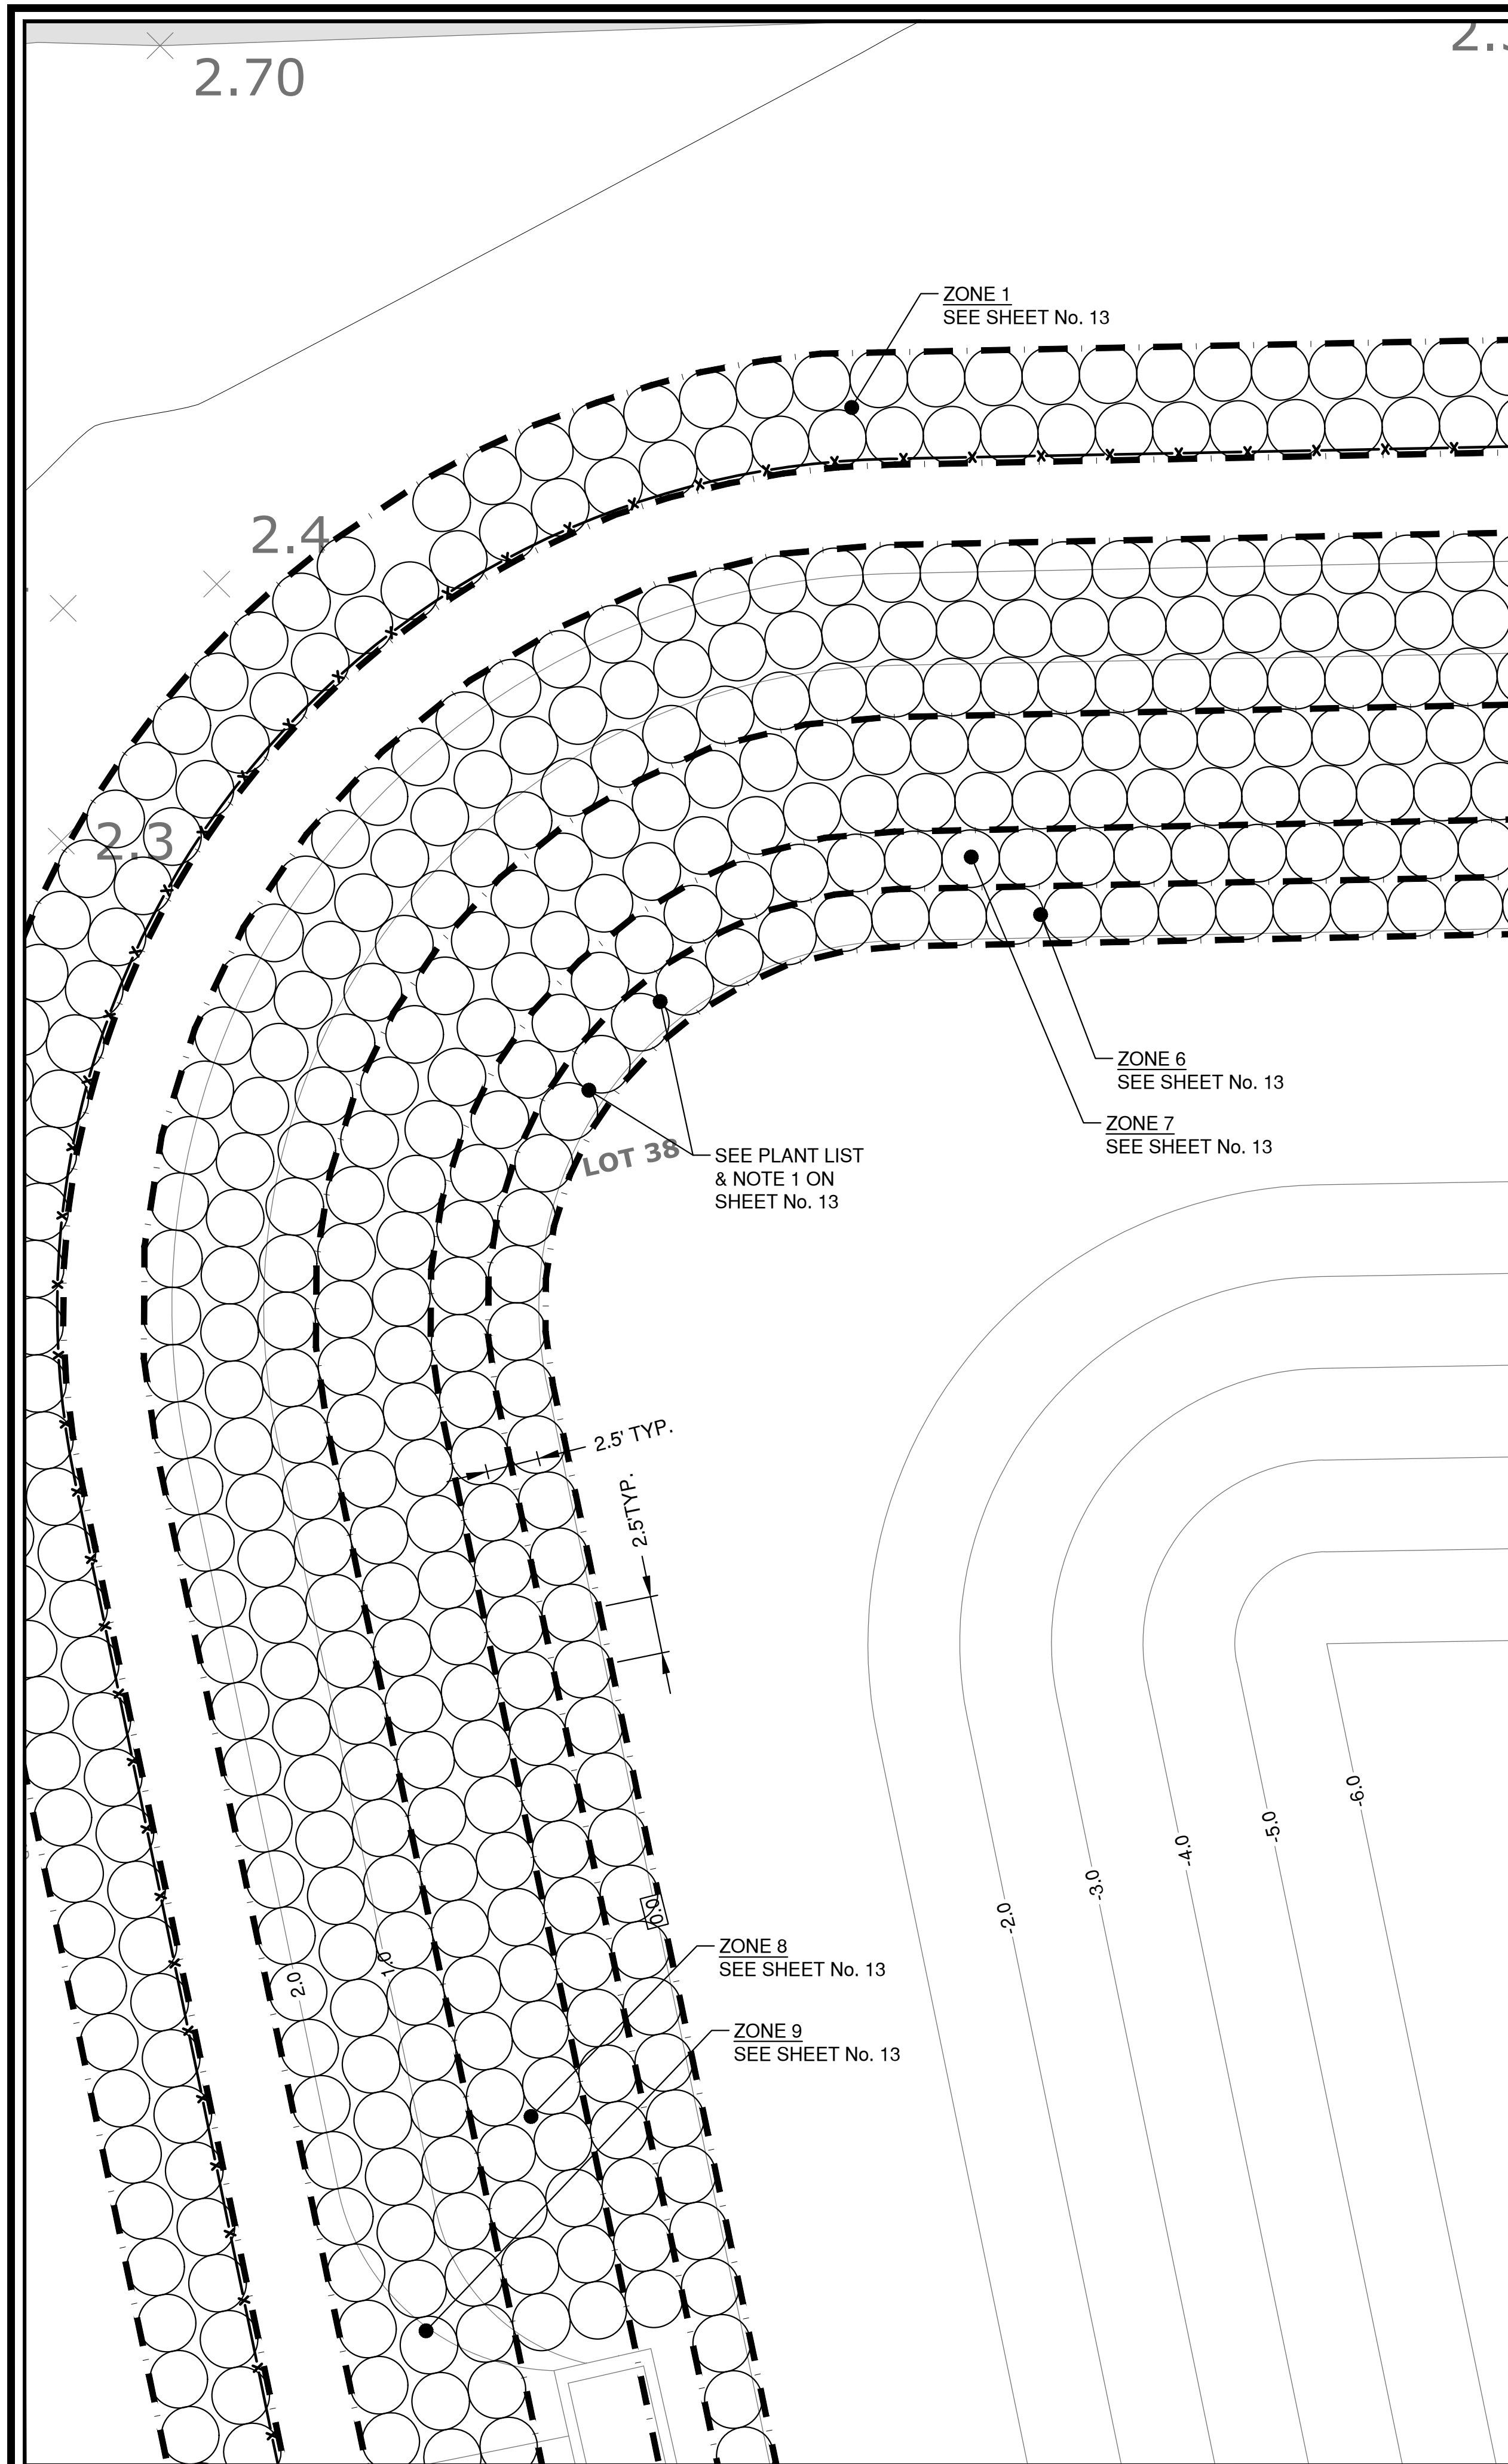 2.70
ZONE 1
SEE SHEET No. 13
2.4
2.3
ZONE 6
SEE SHEET No. 13
ZONE 7
SEE SHEET No. 13
LOT 38
SEE PLANT LIST
& NOTE 1 ON
SHEET No. 13
2.5' TYP.
2.5'TYP.
-6.0
-5.0
-4.0
-3.0
-2.0
0.0
1.0
2.0
ZONE 8
SEE SHEET No. 13
ZONE 9
SEE SHEET No. 13